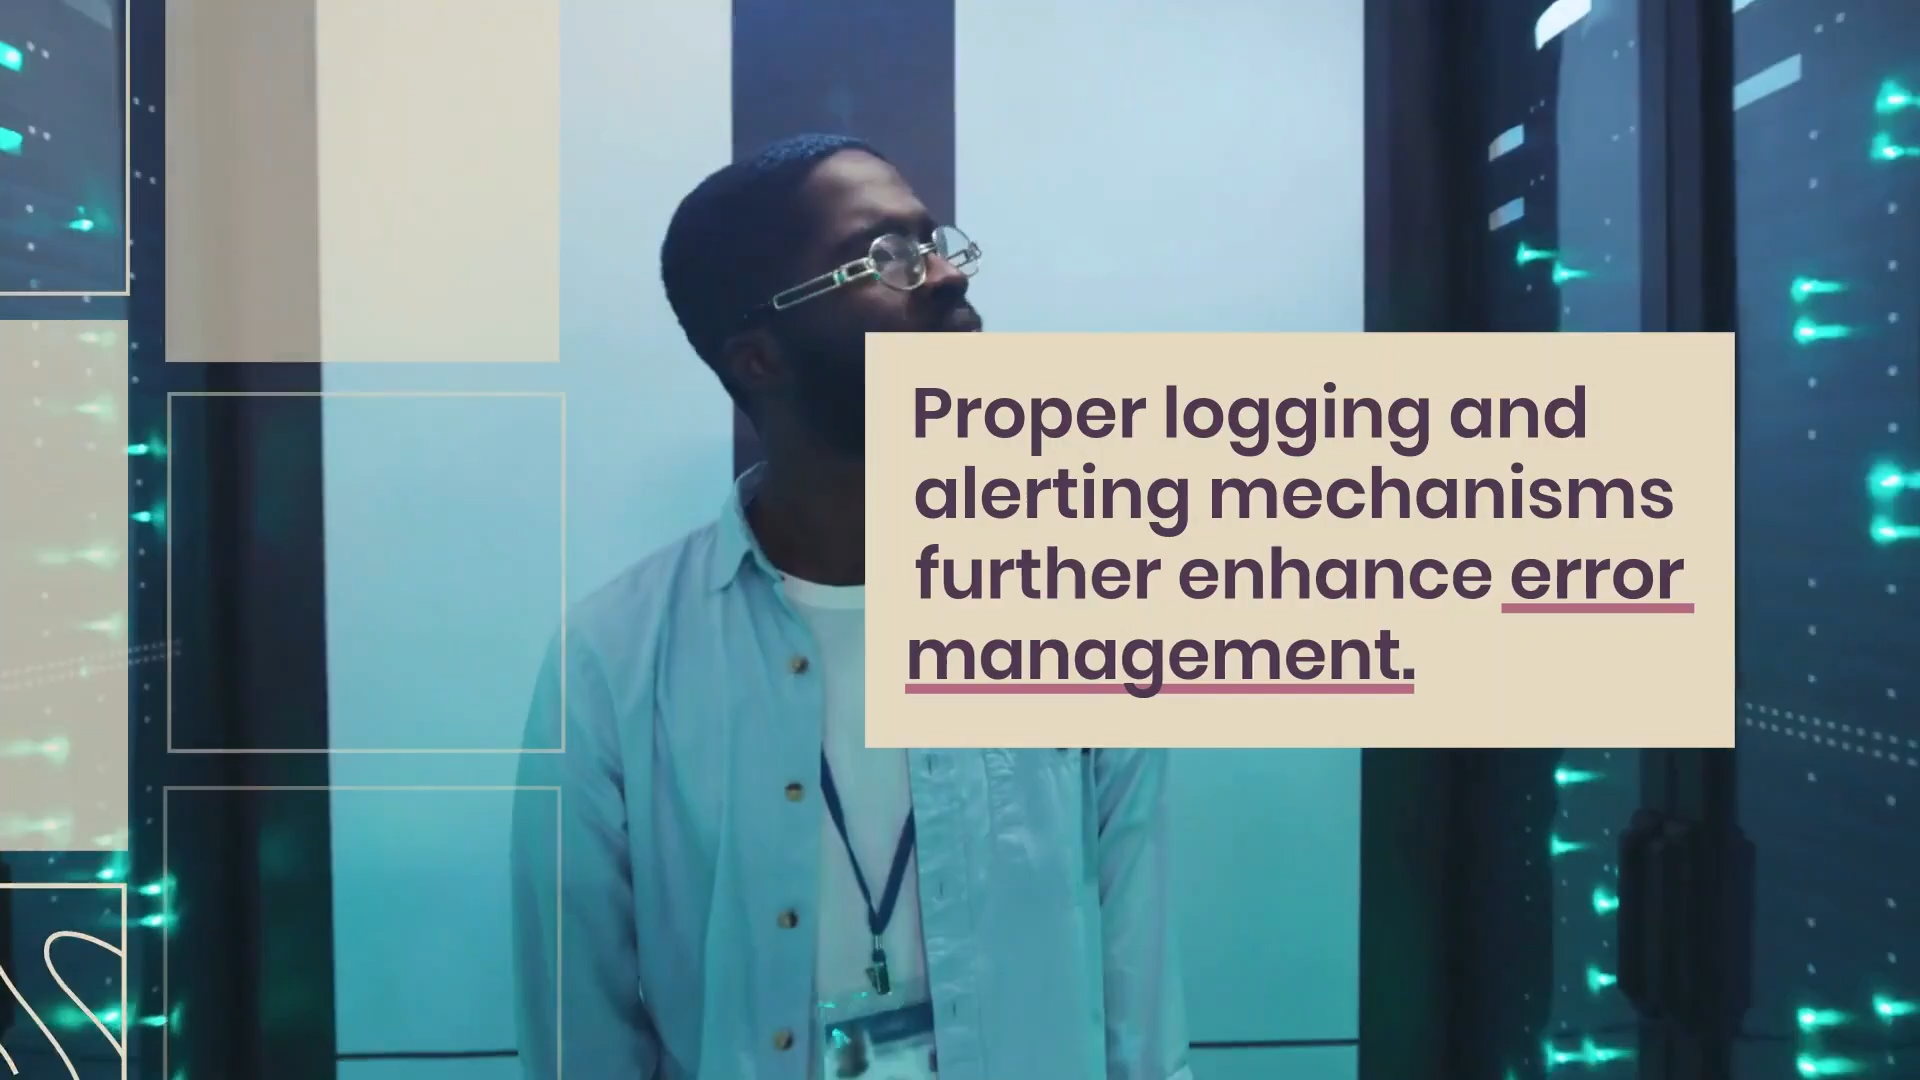 Proper logging and
alerting mechanisms
further enhance error
management.